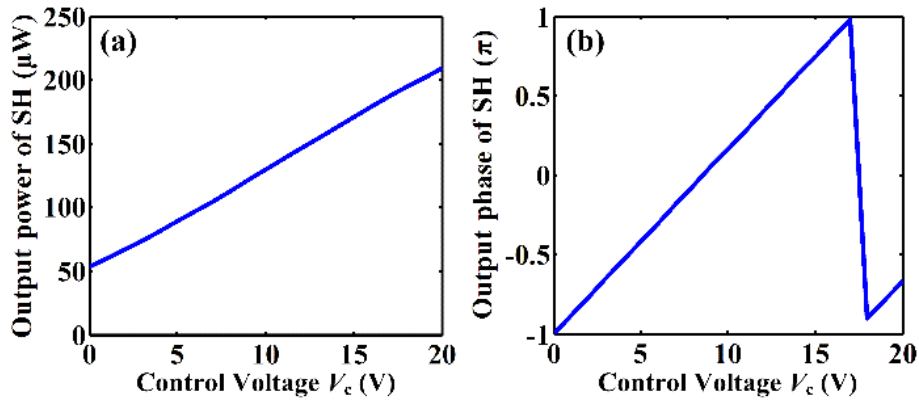 (a)
Output power of SH (µW)
250
200
150
100
50
0
0 5 10 15 20
Control Voltage Vc (V)
(b)
Output phase of SH (π)
1
0.5
0
-0.5
-1
0 5 10 15 20
Control Voltage Vc (V)